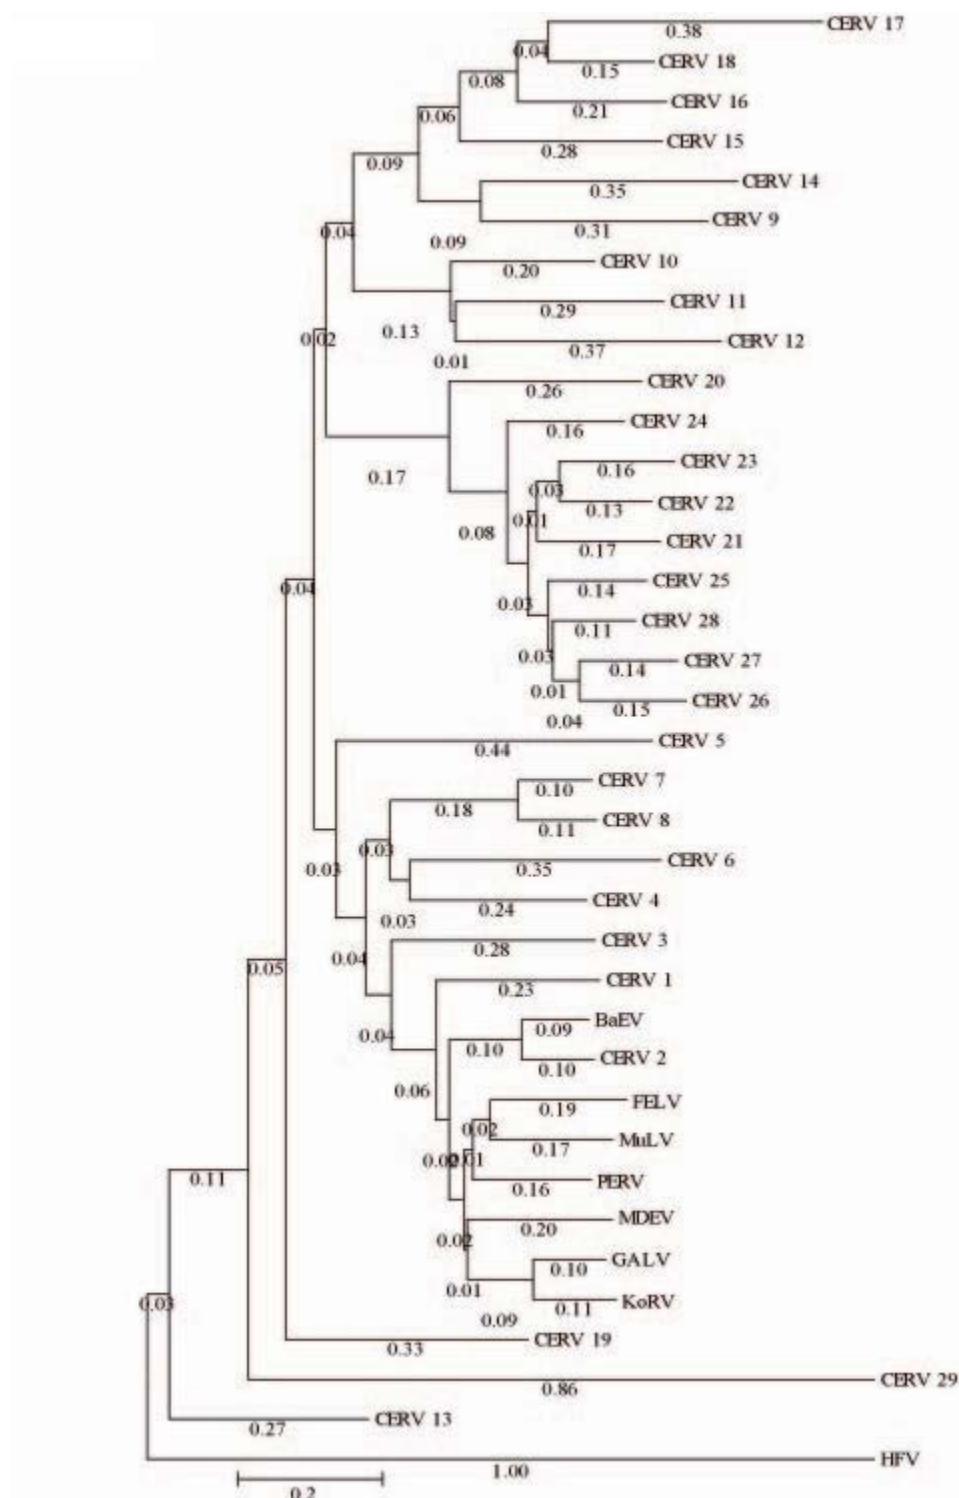 CERV 17
0.38
0.04
CERV 18
0.15
0.08
CERV 16
0.21
0.06
CERV 15
0.28
0.09
CERV 14
0.35
CERV 9
0.31
0.04
0.09
CERV 10
0.20
CERV 11
0.29
0.13
0.02
CERV 12
0.37
0.01
CERV 20
0.26
CERV 24
0.16
CERV 23
0.16
0.17
0.03
CERV 22
0.13
0.01
0.08
CERV 21
0.17
CERV 25
0.14
0.04
0.03
CERV 28
0.11
0.03
CERV 27
0.14
0.01
CERV 26
0.15
0.04
CERV 5
0.44
CERV 7
0.10
0.18
CERV 8
0.11
0.03
CERV 6
0.35
0.03
CERV 4
0.24
0.03
CERV 3
0.28
0.04
0.05
CERV 1
0.23
BaEV
0.09
0.04
0.10
CERV 2
0.10
0.06
FELV
0.19
0.02
MuLV
0.17
0.02
0.01
0.11
PERV
0.16
MDEV
0.20
0.02
GALV
0.10
0.01
KoRV
0.11
0.03
0.09
CERV 19
0.33
CERV 29
0.86
CERV 13
0.27
HFV
1.00
0.2